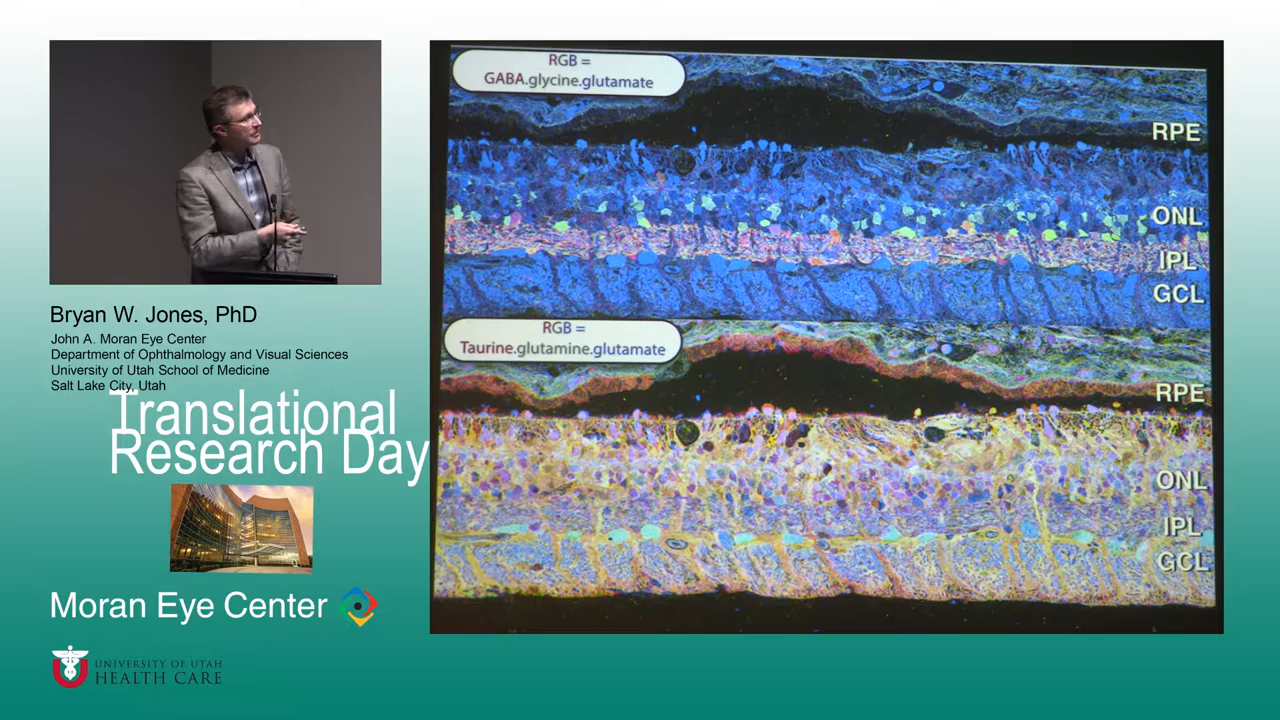 Bryan W. Jones, PhD
John A. Moran Eye Center
Department of Ophthalmology and Visual Sciences
University of Utah School of Medicine
Salt Lake City, Utah
Translational
Research Day
Moran Eye Center
UNIVERSITY OF UTAH
HEALTH CARE
RGB =
GABA.glycine.glutamate
RPE
ONL
IPL
GCL
RGB =
Taurine.glutamine.glutamate
RPE
ONL
IPL
GCL